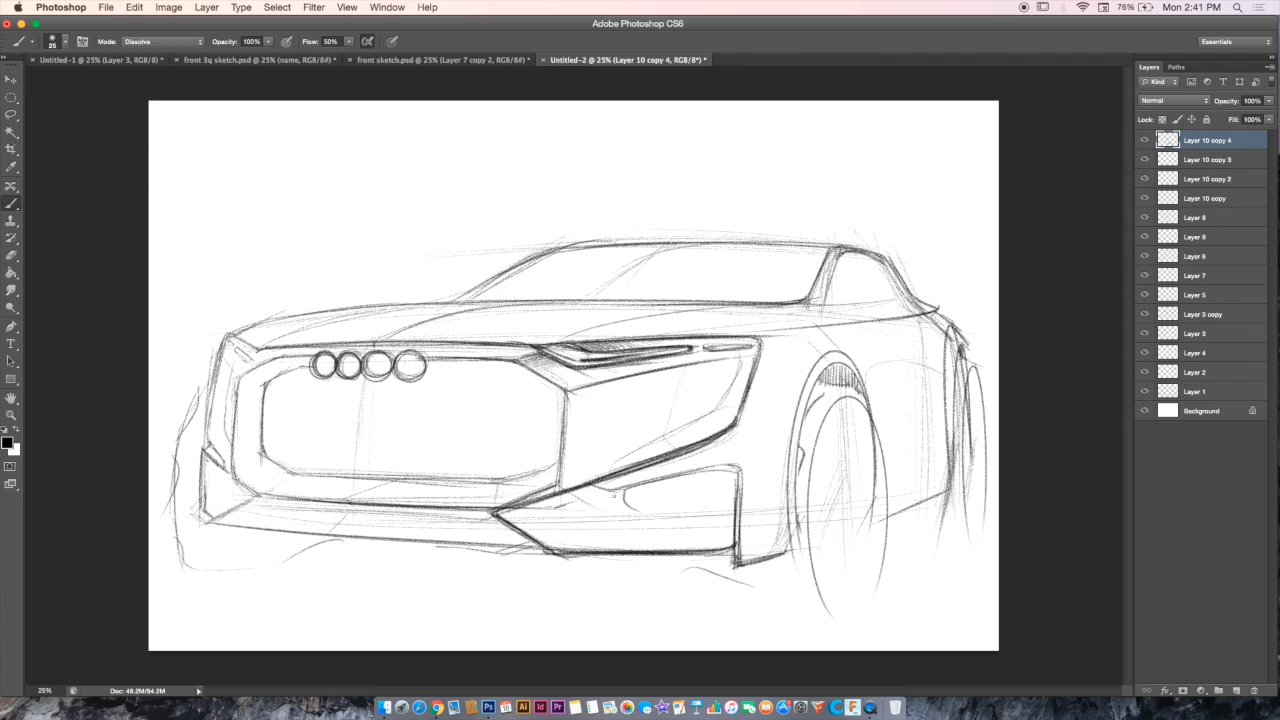 Photoshop File Edit Image Layer Type Select Filter View Window Help 76% Mon 2:41 PM
Adobe Photoshop CS6
25 Mode: Dissolve Opacity: 100% Flow: 50% Essentials
Untitled-1 @ 25% (Layer 3, RGB/8) * front 3q sketch.psd @ 25% (name, RGB/8#) * front sketch.psd @ 25% (Layer 7 copy 2, RGB/8#) * Untitled-2 @ 25% (Layer 10 copy 4, RGB/8*) *
Layers Paths
Kind
Normal Opacity: 100%
Lock: Fill: 100%
Layer 10 copy 4
Layer 10 copy 3
Layer 10 copy 2
Layer 10 copy
Layer 9
Layer 8
Layer 6
Layer 7
Layer 5
Layer 3 copy
Layer 3
Layer 4
Layer 2
Layer 1
Background
25% Doc: 48.2M/94.2M